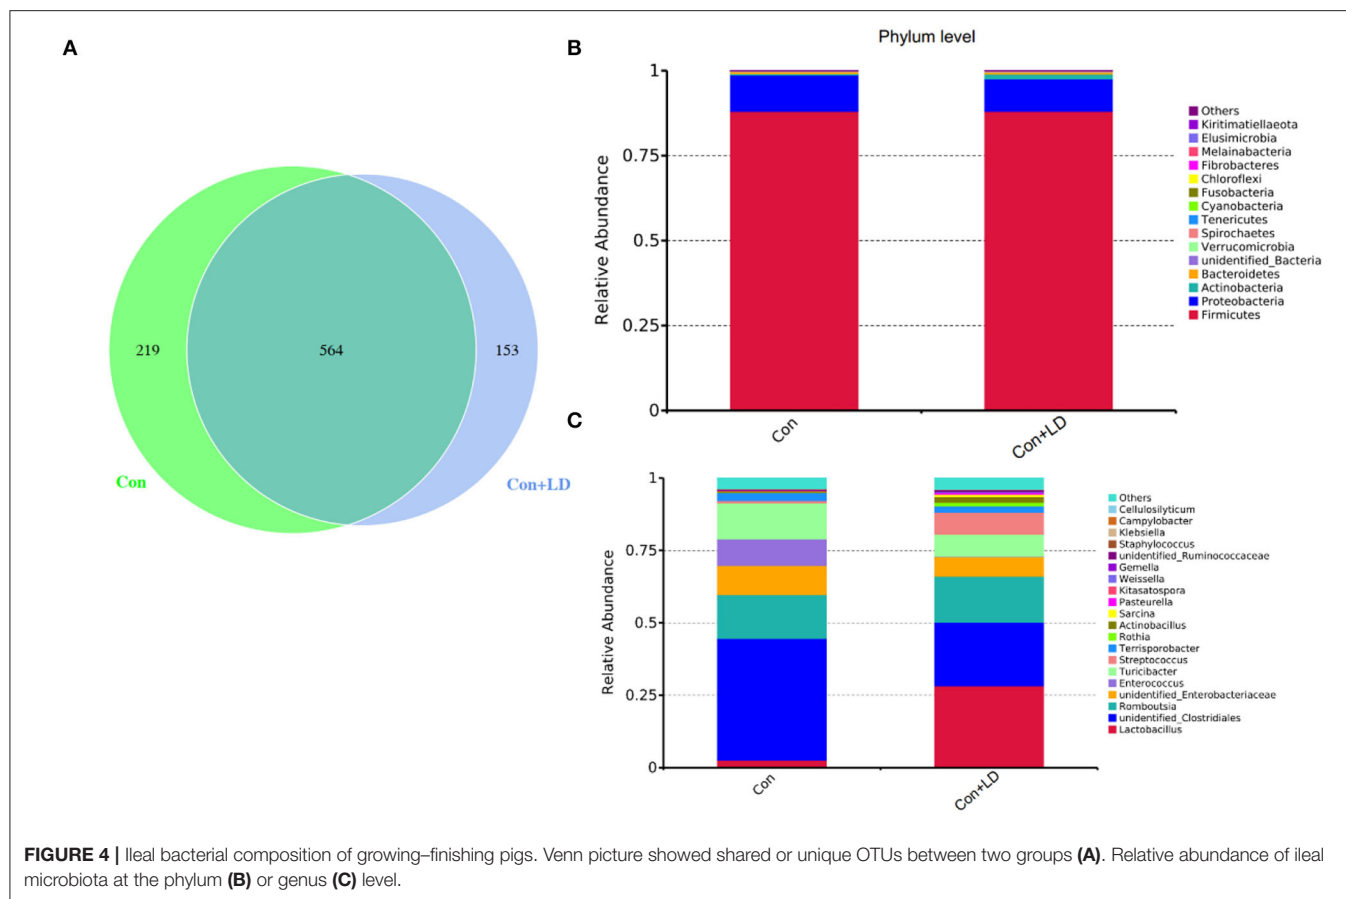 A
219
564
153
Con
Con+LD
B
Phylum level
Relative Abundance
1
0.75
0.5
0.25
0
Con
Con+LD
Others
Kiritimatiellaeota
Elusimicrobia
Melainabacteria
Fibrobacteres
Chloroflexi
Fusobacteria
Cyanobacteria
Tenericutes
Spirochaetes
Verrucomicrobia
unidentified_Bacteria
Bacteroidetes
Actinobacteria
Proteobacteria
Firmicutes
C
Relative Abundance
1
0.75
0.5
0.25
0
Con
Con+LD
Others
Cellulosilyticum
Campylobacter
Klebsiella
Staphylococcus
unidentified_Ruminococcaceae
Gemella
Weissella
Kitasatospora
Pasteurella
Sarcina
Actinobacillus
Rothia
Terrisporobacter
Streptococcus
Turicibacter
Enterococcus
unidentified_Enterobacteriaceae
Romboutsia
unidentified_Clostridiales
Lactobacillus
FIGURE 4 | Ileal bacterial composition of growing–finishing pigs. Venn picture showed shared or unique OTUs between two groups (A). Relative abundance of ileal
microbiota at the phylum (B) or genus (C) level.